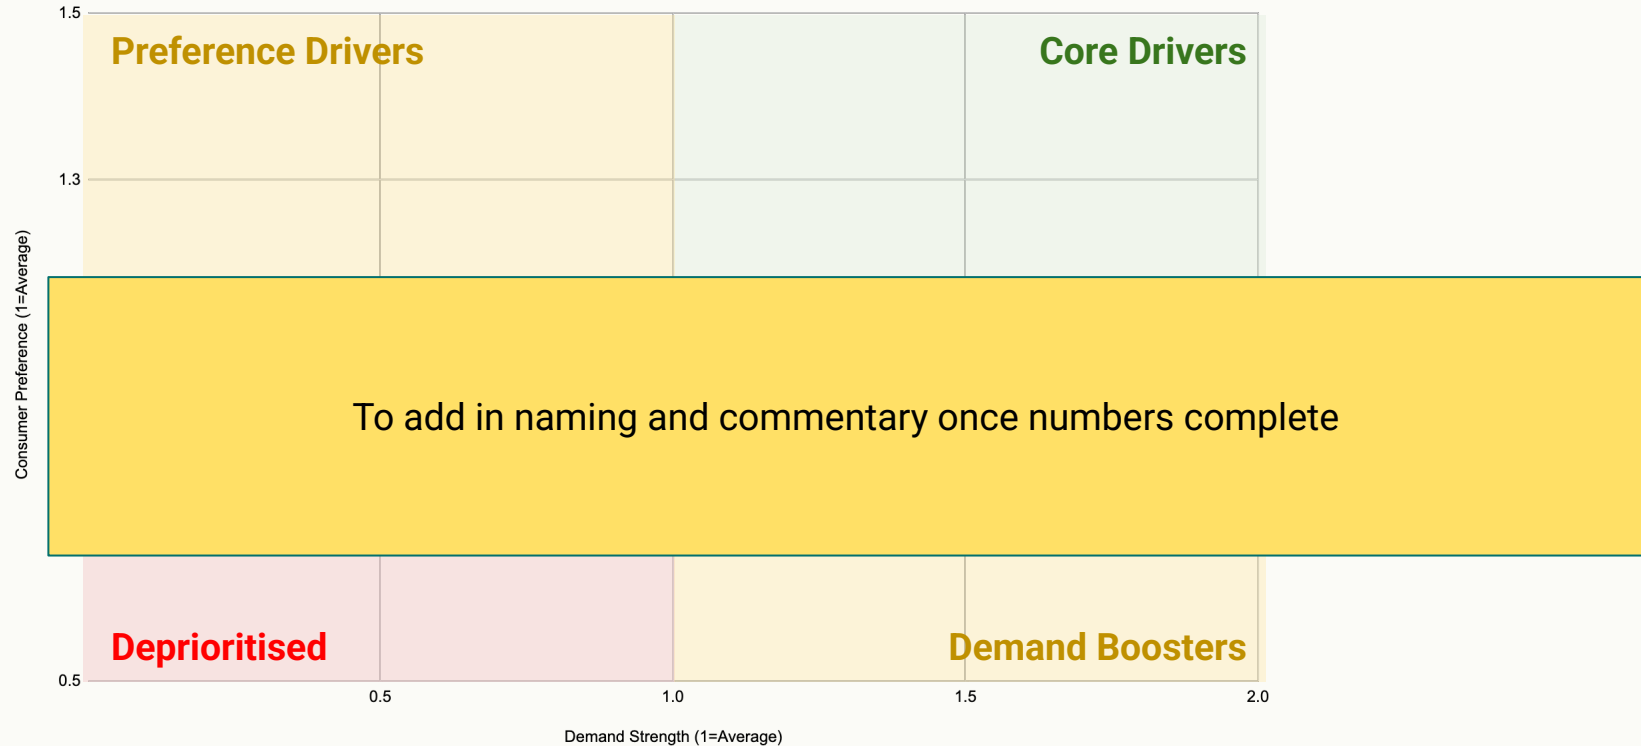 1.5
Preference Drivers
Core Drivers
1.3
Consumer Preference (1=Average)
To add in naming and commentary once numbers complete
Deprioritised
Demand Boosters
0.5
0.5
1.0
1.5
2.0
Demand Strength (1=Average)